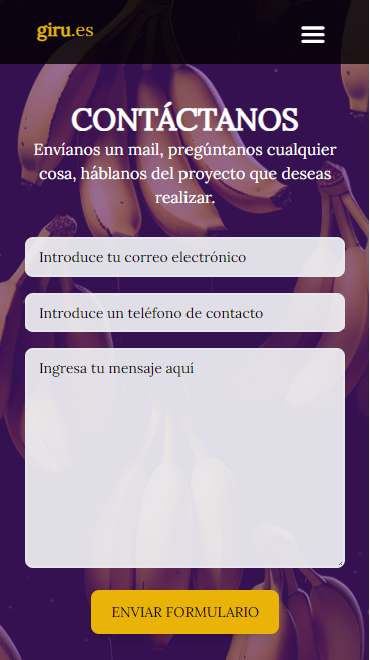 giru.es
CONTÁCTANOS
Envíanos un mail, pregúntanos cualquier
cosa, háblanos del proyecto que deseas
realizar.
Introduce tu correo electrónico
Introduce un teléfono de contacto
Ingresa tu mensaje aquí
ENVIAR FORMULARIO